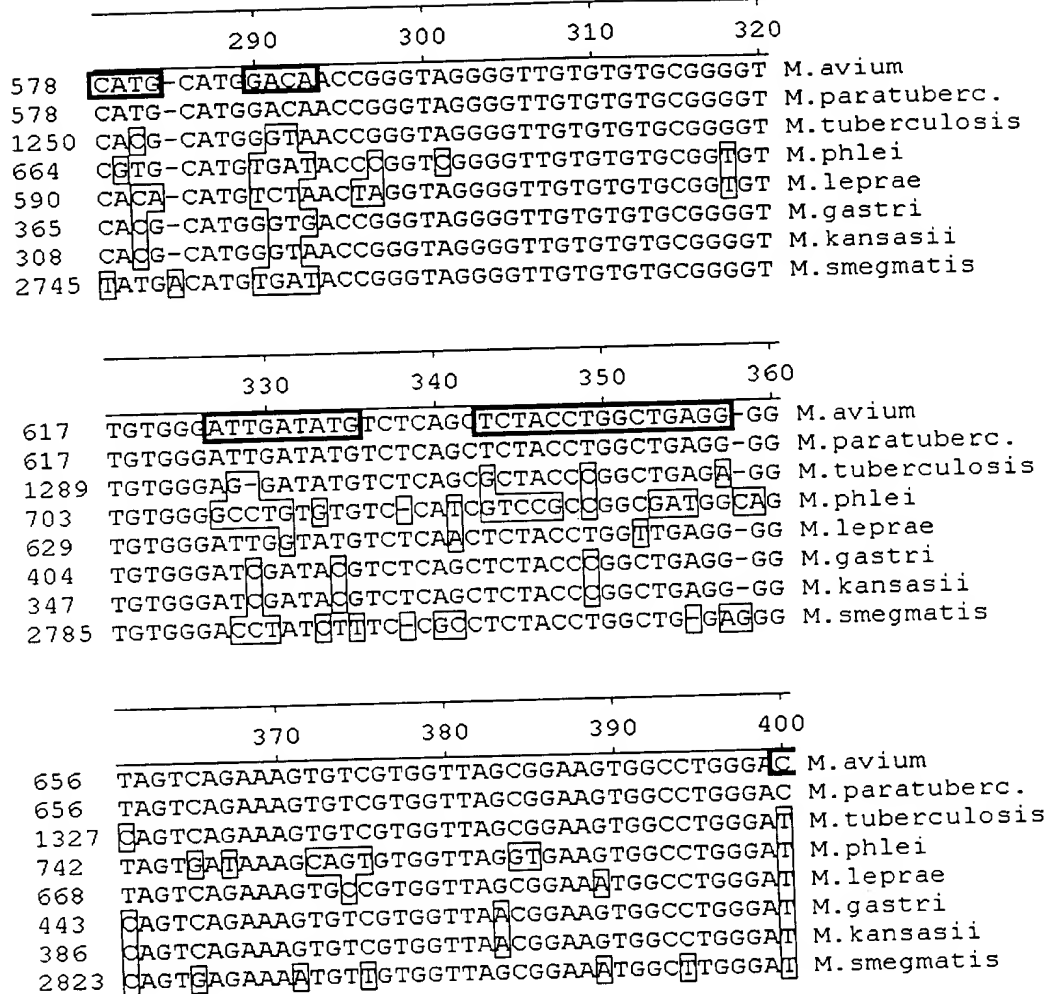 290 300 310 320
578 CATG-CATGGACAACCGGGTAGGGGTTGTGTGTGCGGGGT M.avium
578 CATG-CATGGACAACCGGGTAGGGGTTGTGTGTGCGGGGT M.paratuberc.
1250 CACG-CATGGGTAACCGGGTAGGGGTTGTGTGTGCGGGGT M.tuberculosis
664 CGTG-CATGTGATACCCGGTCGGGGTTGTGTGTGCGGTGT M.phlei
590 CACA-CATGTCTAACTAGGTAGGGGTTGTGTGTGCGGTGT M.leprae
365 CACG-CATGGGTGACCGGGTAGGGGTTGTGTGTGCGGGGT M.gastri
308 CACG-CATGGGTAACCGGGTAGGGGTTGTGTGTGCGGGGT M.kansasii
2745 TATGACATGTGATACCGGGTAGGGGTTGTGTGTGCGGGGT M.smegmatis
330 340 350 360
617 TGTGGGATTGATATGTCTCAGCTCTACCTGGCTGAGG-GG M.avium
617 TGTGGGATTGATATGTCTCAGCTCTACCTGGCTGAGG-GG M.paratuberc.
1289 TGTGGGAG-GATATGTCTCAGCGCTACCCGGCTGAGA-GG M.tuberculosis
703 TGTGGGGCCTGTGTGTC-CATCGTCCGCCGGCGATGGCAG M.phlei
629 TGTGGGATTGGTATGTCTCAACTCTACCTGGTTGAGG-GG M.leprae
404 TGTGGGATCGATACGTCTCAGCTCTACCCGGCTGAGG-GG M.gastri
347 TGTGGGATCGATACGTCTCAGCTCTACCCGGCTGAGG-GG M.kansasii
2785 TGTGGGACCTATCTTTC-CGCCTCTACCTGGCTG-GAGGG M.smegmatis
370 380 390 400
656 TAGTCAGAAAGTGTCGTGGTTAGCGGAAGTGGCCTGGGAC M.avium
656 TAGTCAGAAAGTGTCGTGGTTAGCGGAAGTGGCCTGGGAC M.paratuberc.
1327 CAGTCAGAAAGTGTCGTGGTTAGCGGAAGTGGCCTGGGAT M.tuberculosis
742 TAGTGATAAAGCAGTGTGGTTAGGTGAAGTGGCCTGGGAT M.phlei
668 TAGTCAGAAAGTGCCGTGGTTAGCGGAAATGGCCTGGGAT M.leprae
443 CAGTCAGAAAGTGTCGTGGTTAACGGAAGTGGCCTGGGAT M.gastri
386 CAGTCAGAAAGTGTCGTGGTTAACGGAAGTGGCCTGGGAT M.kansasii
2823 CAGTGAGAAAATGTTGTGGTTAGCGGAAATGGCTTGGGAT M.smegmatis